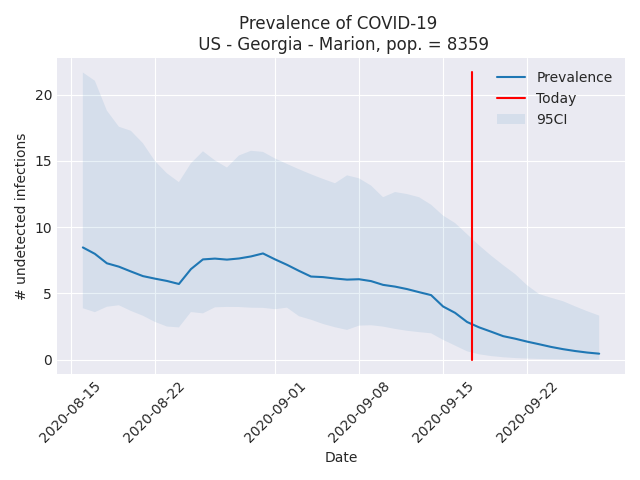 Prevalence of COVID-19
US - Georgia - Marion, pop. = 8359
Prevalence
Today
95CI
# undetected infections
20
15
10
5
0
2020-08-15
2020-08-22
2020-09-01
2020-09-08
2020-09-15
2020-09-22
Date